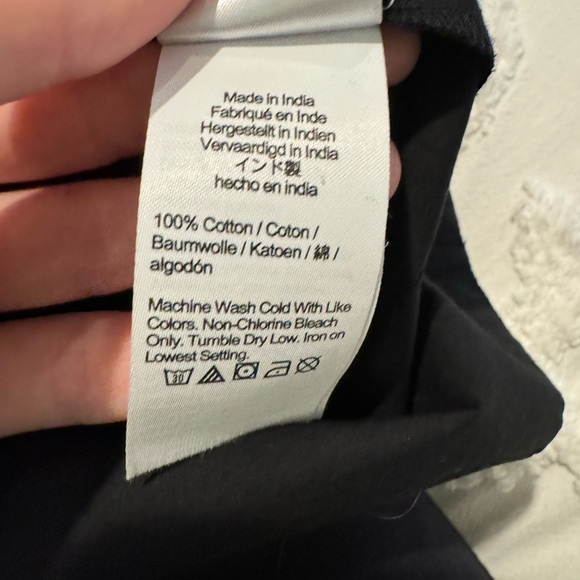 Made in India
Fabriqué en Inde
Hergestellt in Indien
Vervaardigd in India
インド製
hecho en india
100% Cotton / Coton /
Baumwolle / Katoen / 綿 /
algodón
Machine Wash Cold With Like
Colors. Non-Chlorine Bleach
Only. Tumble Dry Low. Iron on
Lowest Setting.
30